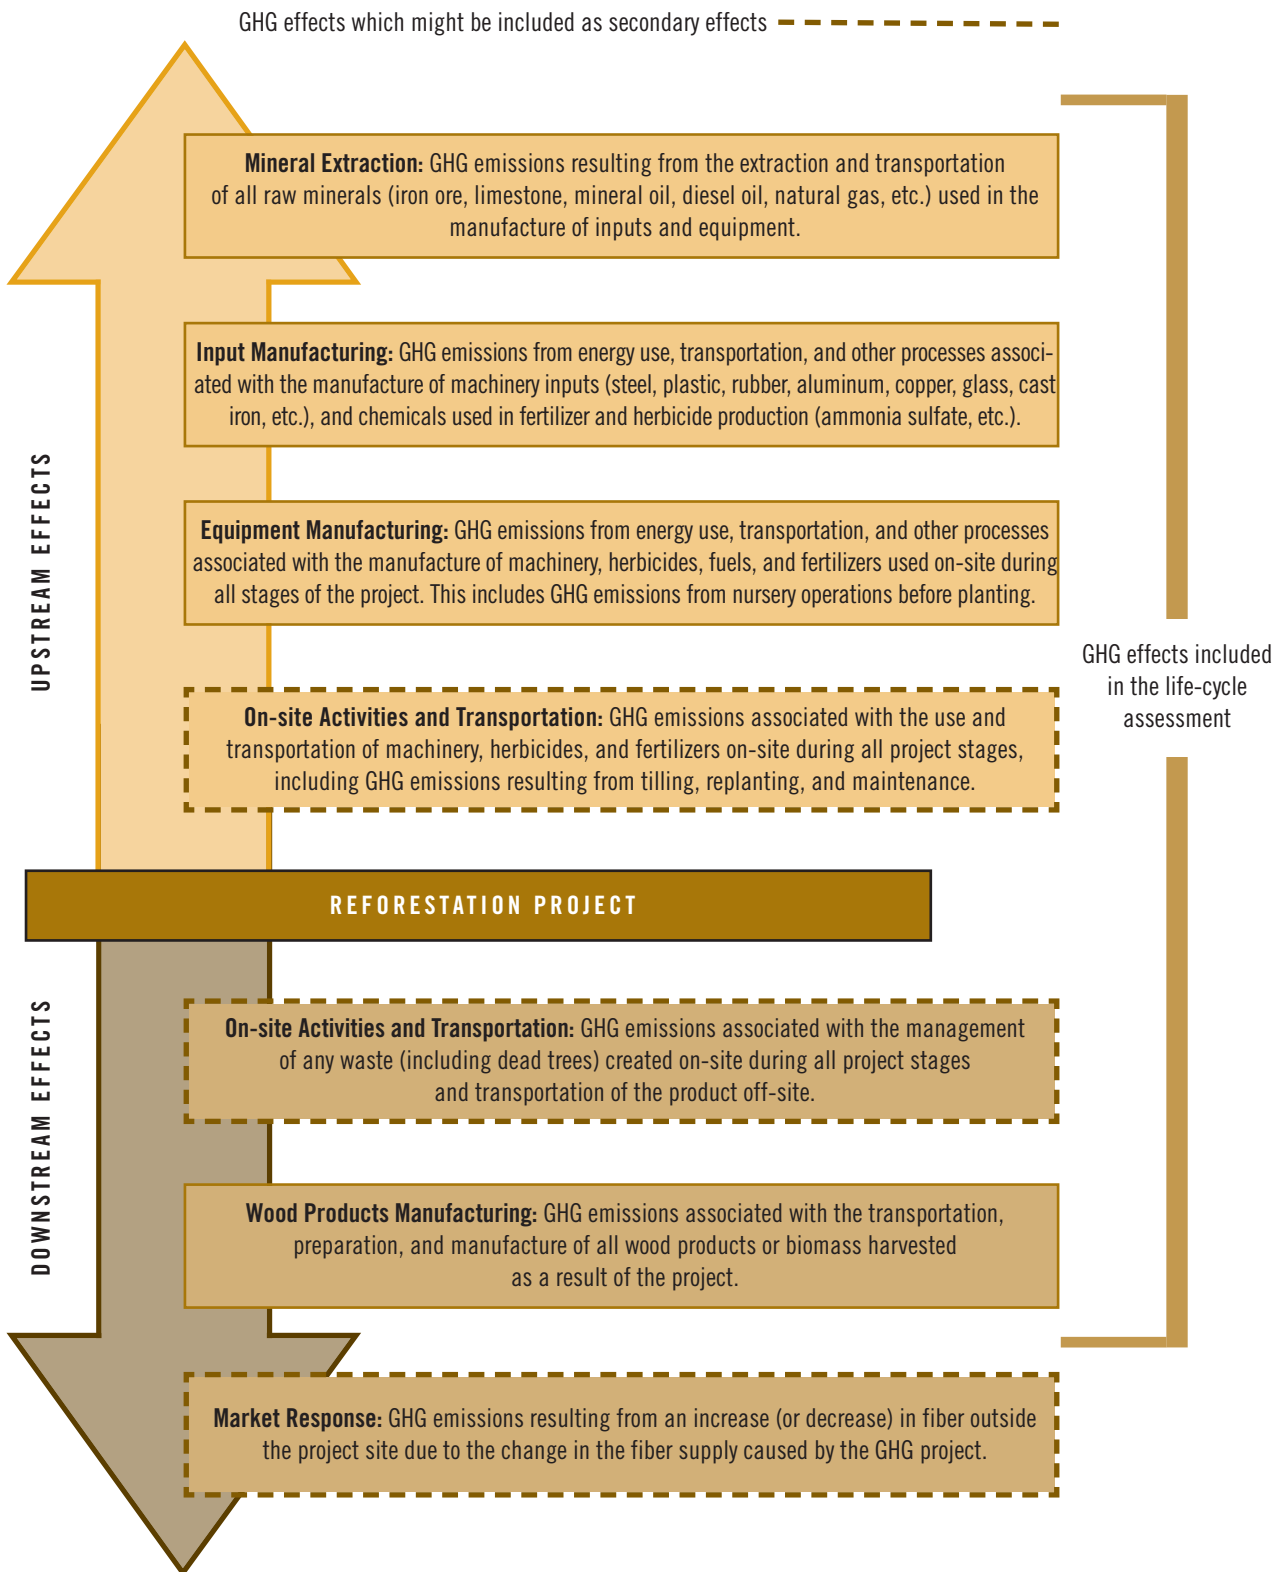 GHG effects which might be included as secondary effects
Mineral Extraction: GHG emissions resulting from the extraction and transportation
of all raw minerals (iron ore, limestone, mineral oil, diesel oil, natural gas, etc.) used in the
manufacture of inputs and equipment.
Input Manufacturing: GHG emissions from energy use, transportation, and other processes associ-
ated with the manufacture of machinery inputs (steel, plastic, rubber, aluminum, copper, glass, cast
iron, etc.), and chemicals used in fertilizer and herbicide production (ammonia sulfate, etc.).
UPSTREAM EFFECTS
Equipment Manufacturing: GHG emissions from energy use, transportation, and other processes
associated with the manufacture of machinery, herbicides, fuels, and fertilizers used on-site during
all stages of the project. This includes GHG emissions from nursery operations before planting.
GHG effects included
in the life-cycle
assessment
On-site Activities and Transportation: GHG emissions associated with the use and
transportation of machinery, herbicides, and fertilizers on-site during all project stages,
including GHG emissions resulting from tilling, replanting, and maintenance.
REFORESTATION PROJECT
DOWNSTREAM EFFECTS
On-site Activities and Transportation: GHG emissions associated with the management
of any waste (including dead trees) created on-site during all project stages
and transportation of the product off-site.
Wood Products Manufacturing: GHG emissions associated with the transportation,
preparation, and manufacture of all wood products or biomass harvested
as a result of the project.
Market Response: GHG emissions resulting from an increase (or decrease) in fiber outside
the project site due to the change in the fiber supply caused by the GHG project.